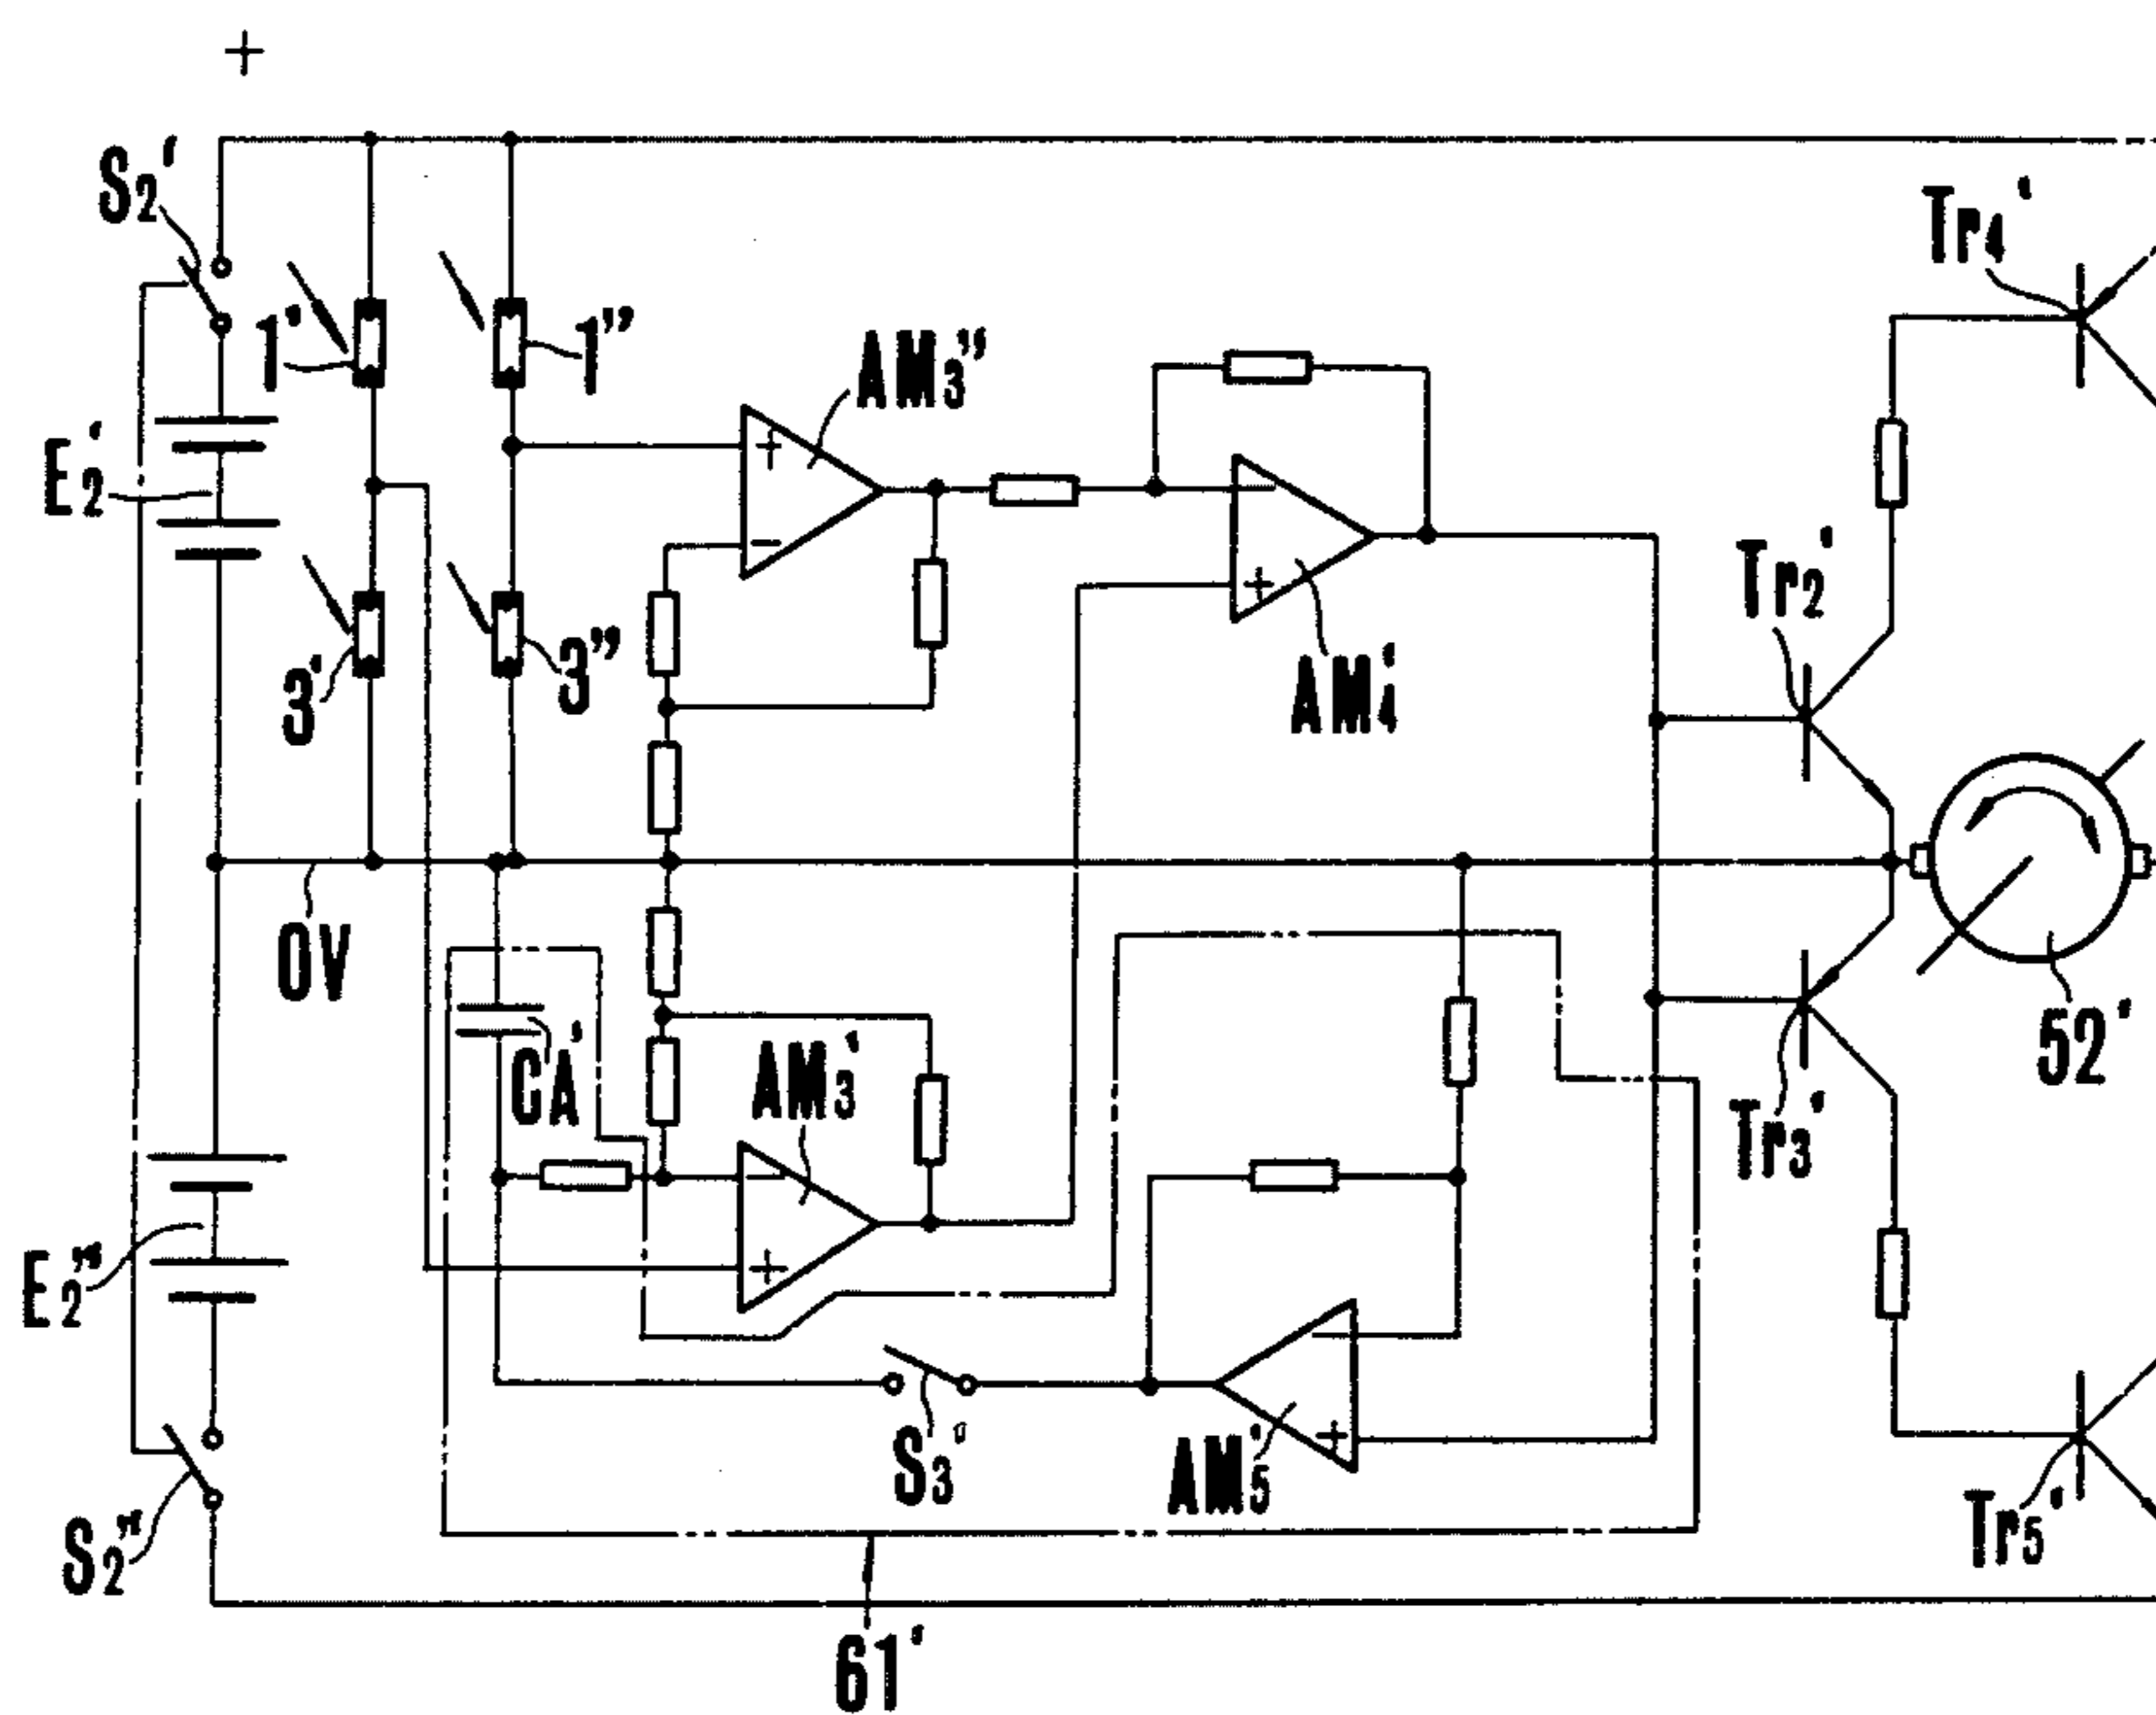 +
S2'
Tr4'
1'
1"
AM3"
E2'
+
−
−
+
Tr2'
3'
3"
AM4'
0V
CA'
AM3'
52'
Tr3'
−
+
E2"
−
+
S3'
AM5'
S2"
Tr5'
61'